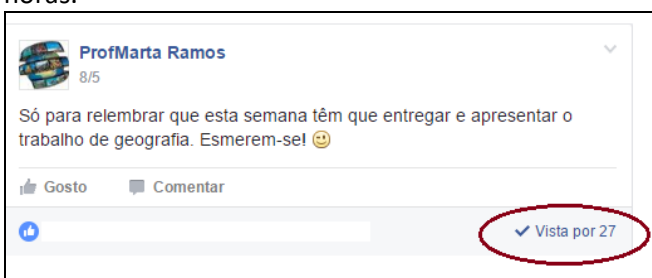 horas.
ProfMarta Ramos
8/5
Só para relembrar que esta semana têm que entregar e apresentar o
trabalho de geografia. Esmerem-se!
Gosto Comentar
Vista por 27